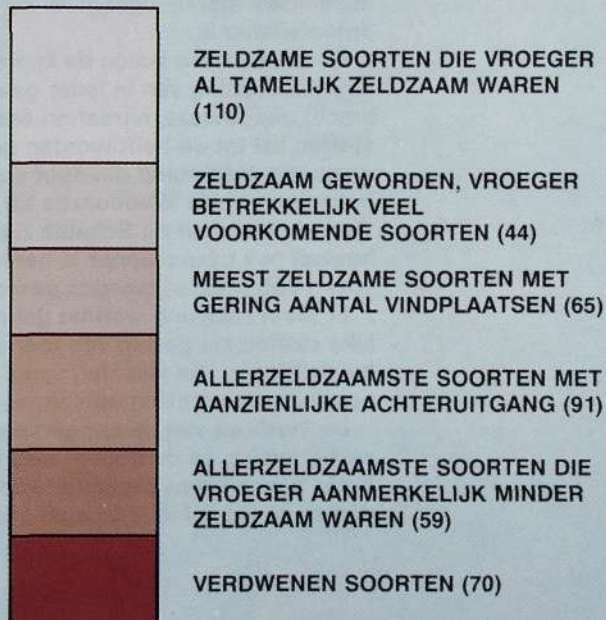 ZELDZAME SOORTEN DIE VROEGER
AL TAMELIJK ZELDZAAM WAREN
(110)
ZELDZAAM GEWORDEN, VROEGER
BETREKKELIJK VEEL
VOORKOMENDE SOORTEN (44)
MEEST ZELDZAME SOORTEN MET
GERING AANTAL VINDPLAATSEN (65)
ALLERZELDZAAMSTE SOORTEN MET
AANZIENLIJKE ACHTERUITGANG (91)
ALLERZELDZAAMSTE SOORTEN DIE
VROEGER AANMERKELIJK MINDER
ZELDZAAM WAREN (59)
VERDWENEN SOORTEN (70)